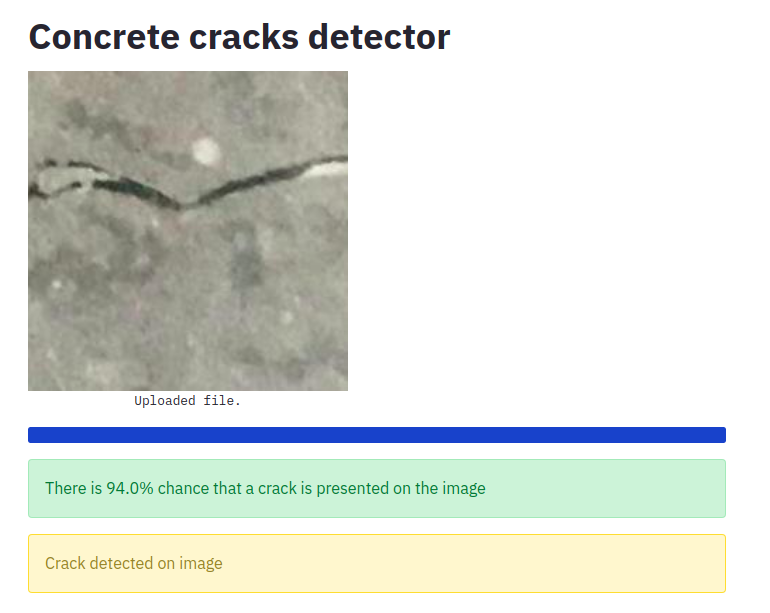 Concrete cracks detector
Uploaded file.
There is 94.0% chance that a crack is presented on the image
Crack detected on image